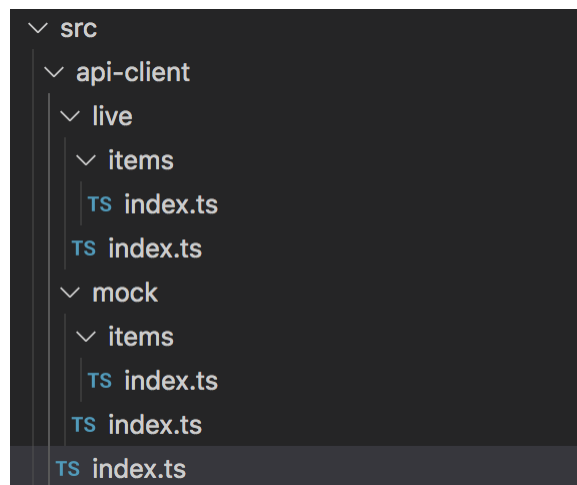 src
api-client
live
items
TS index.ts
TS index.ts
mock
items
TS index.ts
TS index.ts
TS index.ts